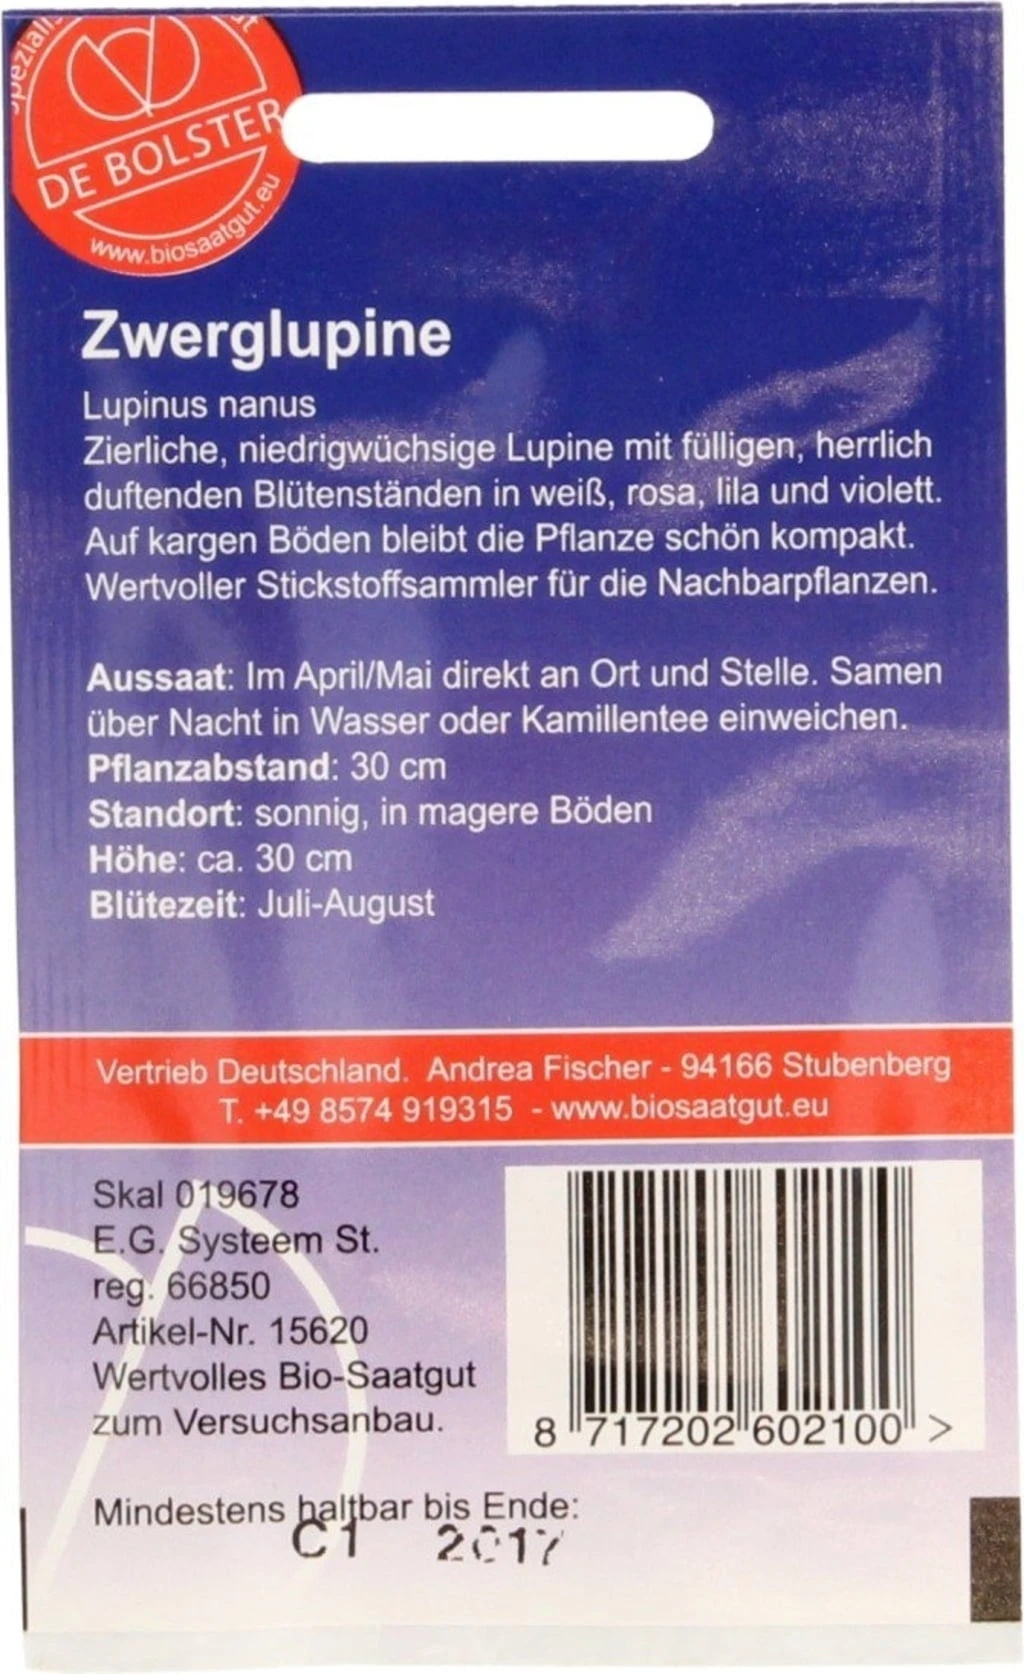 DE BOLSTER
www.biosaatgut.eu
Zwerglupine
Lupinus nanus
Zierliche, niedrigwüchsige Lupine mit fülligen, herrlich
duftenden Blütenständen in weiß, rosa, lila und violett.
Auf kargen Böden bleibt die Pflanze schön kompakt.
Wertvoller Stickstoffsammler für die Nachbarpflanzen.
Aussaat: Im April/Mai direkt an Ort und Stelle. Samen
über Nacht in Wasser oder Kamillentee einweichen.
Pflanzabstand: 30 cm
Standort: sonnig, in magere Böden
Höhe: ca. 30 cm
Blütezeit: Juli-August
Vertrieb Deutschland. Andrea Fischer - 94166 Stubenberg
T. +49 8574 919315 - www.biosaatgut.eu
Skal 019678
E.G. Systeem St.
reg. 66850
Artikel-Nr. 15620
Wertvolles Bio-Saatgut
zum Versuchsanbau.
8 717202 602100 >
Mindestens haltbar bis Ende:
C1 2017